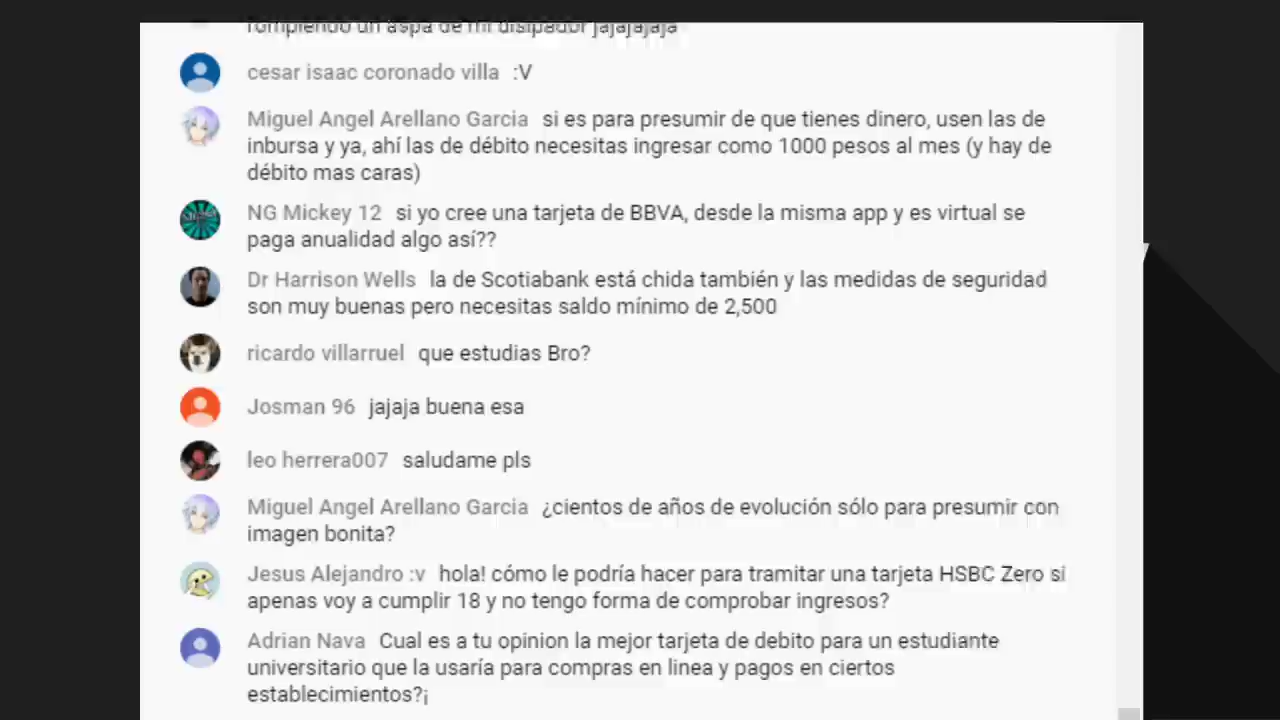 rompiendo un aspa de mi disipador jajajajaja
cesar isaac coronado villa :V
Miguel Angel Arellano Garcia si es para presumir de que tienes dinero, usen las de
inbursa y ya, ahí las de débito necesitas ingresar como 1000 pesos al mes (y hay de
débito mas caras)
NG Mickey 12 si yo cree una tarjeta de BBVA, desde la misma app y es virtual se
paga anualidad algo así??
Dr Harrison Wells la de Scotiabank está chida también y las medidas de seguridad
son muy buenas pero necesitas saldo mínimo de 2,500
ricardo villarruel que estudias Bro?
Josman 96 jajaja buena esa
leo herrera007 saludame pls
Miguel Angel Arellano Garcia ¿cientos de años de evolución sólo para presumir con
imagen bonita?
Jesus Alejandro :v hola! cómo le podría hacer para tramitar una tarjeta HSBC Zero si
apenas voy a cumplir 18 y no tengo forma de comprobar ingresos?
Adrian Nava Cual es a tu opinion la mejor tarjeta de debito para un estudiante
universitario que la usaría para compras en linea y pagos en ciertos
establecimientos?¡